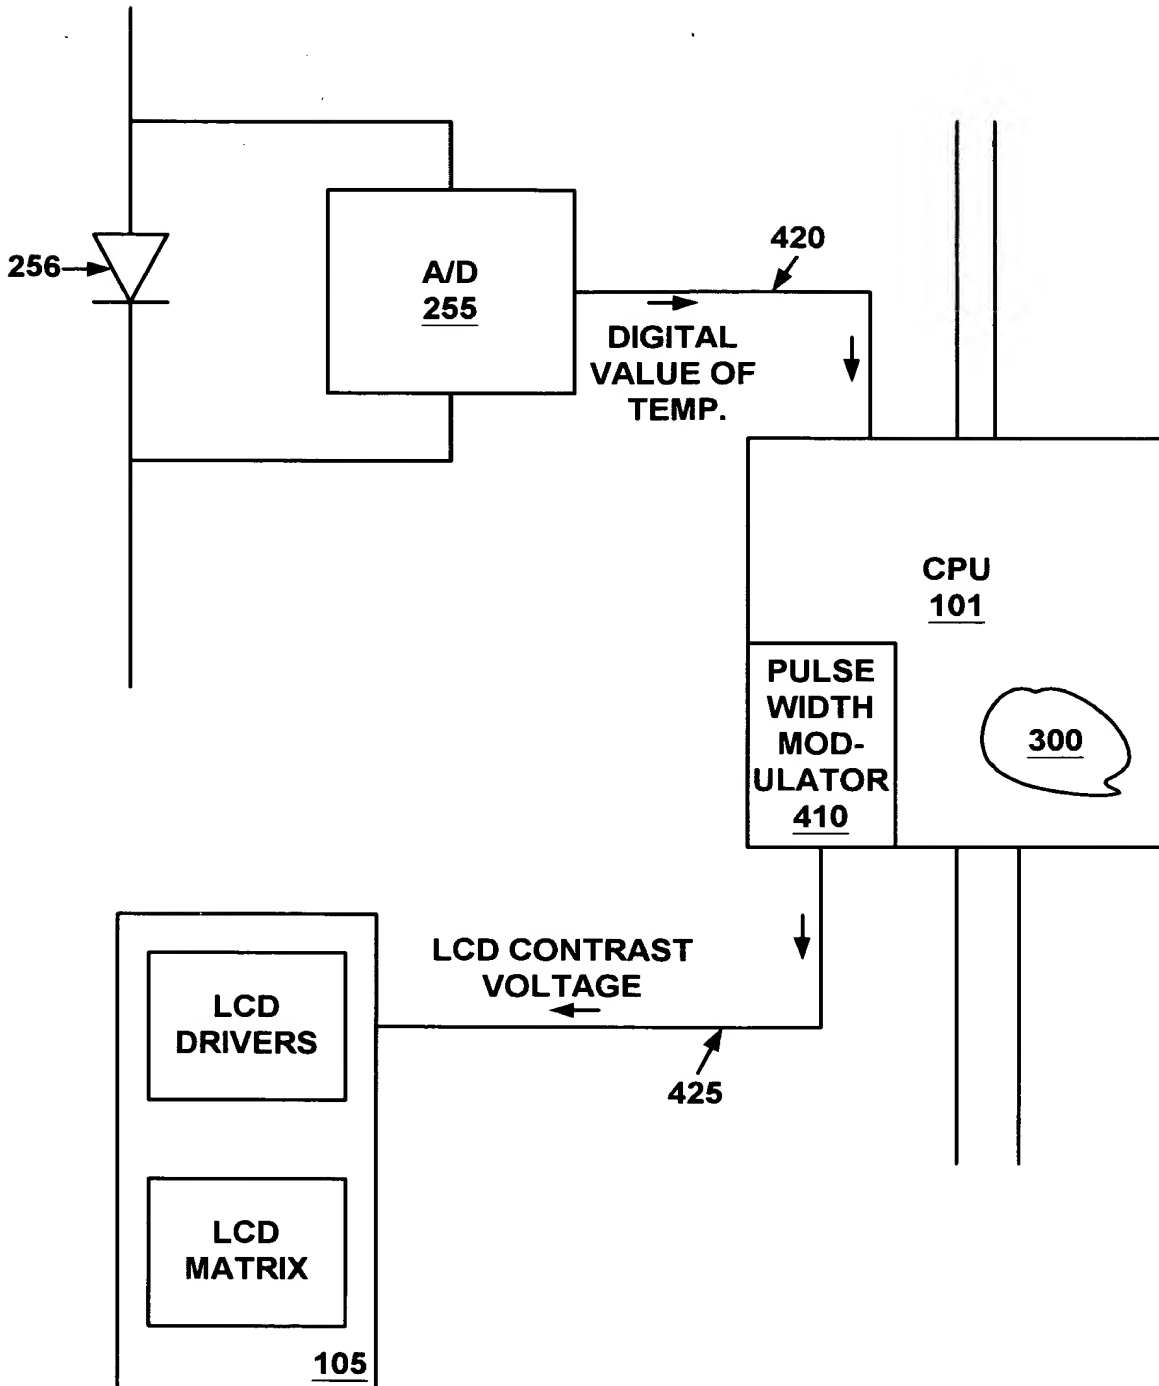 256
A/D
255
420
DIGITAL
VALUE OF
TEMP.
CPU
101
PULSE
WIDTH
MOD-
ULATOR
410
300
LCD CONTRAST
VOLTAGE
425
LCD
DRIVERS
LCD
MATRIX
105